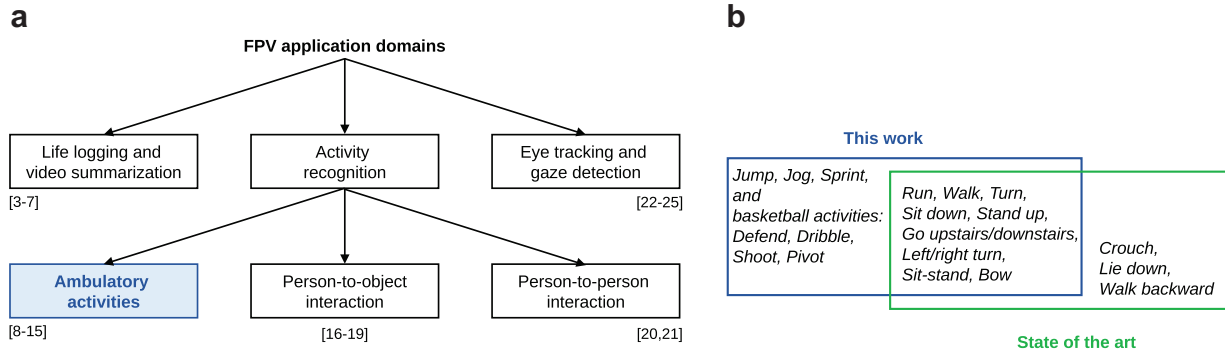 a
FPV application domains
Life logging and
video summarization
[3-7]
Activity
recognition
Eye tracking and
gaze detection
[22-25]
Ambulatory
activities
[8-15]
Person-to-object
interaction
[16-19]
Person-to-person
interaction
[20,21]
b
This work
Jump, Jog, Sprint,
and
basketball activities:
Defend, Dribble,
Shoot, Pivot
Run, Walk, Turn,
Sit down, Stand up,
Go upstairs/downstairs,
Left/right turn,
Sit-stand, Bow
Crouch,
Lie down,
Walk backward
State of the art